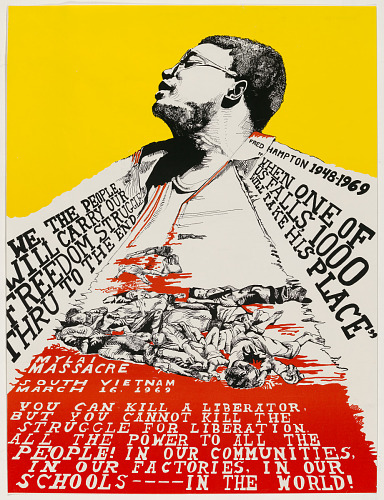 WE, THE PEOPLE
WILL CARRY OUR
FREEDOM STRUGGLE
THRU TO THE END
FRED HAMPTON 1948-1969
"WHEN ONE OF
US FALLS, 1000
WILL TAKE HIS
PLACE"
MYLAI
MASSACRE
SOUTH VIETNAM
MARCH 16, 1969
YOU CAN KILL A LIBERATOR,
BUT YOU CANNOT KILL THE
STRUGGLE FOR LIBERATION.
ALL THE POWER TO ALL THE
PEOPLE! IN OUR COMMUNITIES,
IN OUR FACTORIES, IN OUR
SCHOOLS----IN THE WORLD!